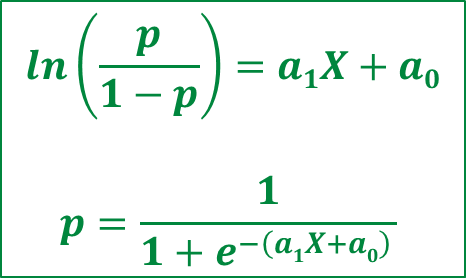 ln(p / (1 − p)) = a₁X + a₀
p = 1 / (1 + e^−(a₁X+a₀))